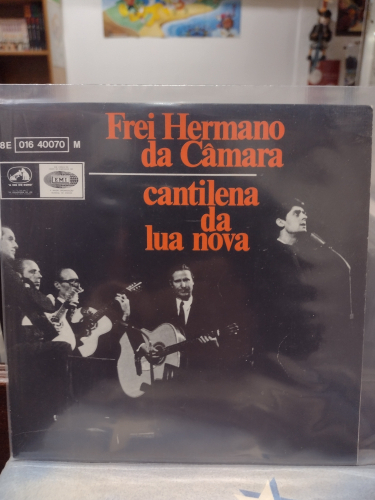 8E 016 40070 M
Frei Hermano
da Câmara
EMI
cantilena
da
lua nova